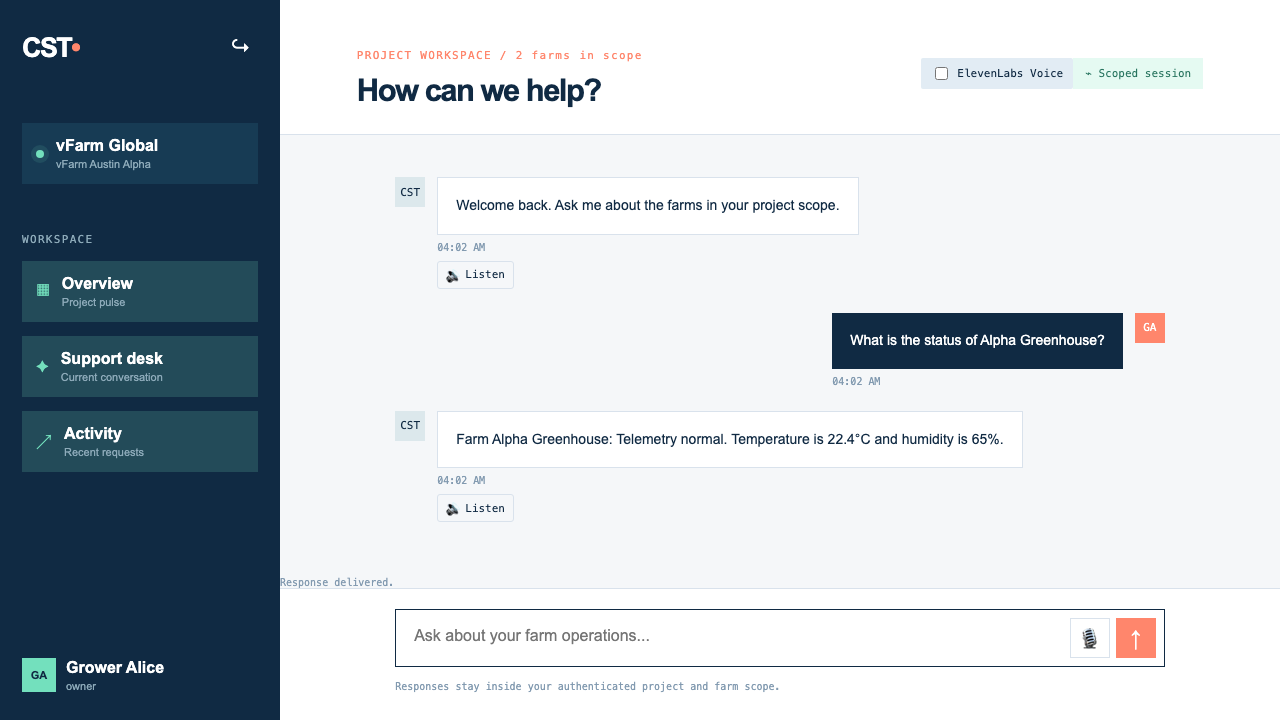 CST
vFarm Global
vFarm Austin Alpha
WORKSPACE
Overview
Project pulse
Support desk
Current conversation
Activity
Recent requests
GA
Grower Alice
owner
PROJECT WORKSPACE / 2 farms in scope
How can we help?
ElevenLabs Voice
Scoped session
CST
Welcome back. Ask me about the farms in your project scope.
04:02 AM
Listen
What is the status of Alpha Greenhouse?
GA
04:02 AM
CST
Farm Alpha Greenhouse: Telemetry normal. Temperature is 22.4°C and humidity is 65%.
04:02 AM
Listen
Response delivered.
Ask about your farm operations...
Responses stay inside your authenticated project and farm scope.